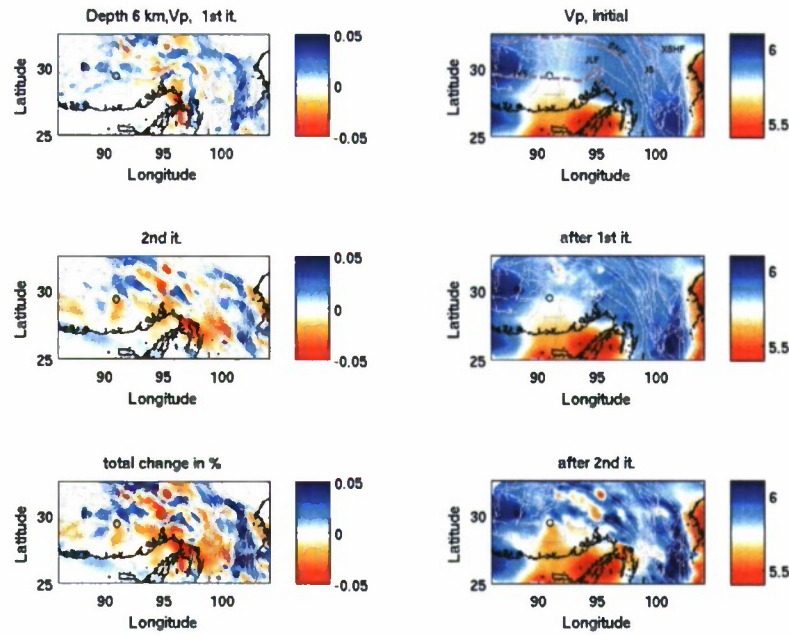 Depth 6 km,Vp, 1st it.
Latitude
30
25
90 95 100
Longitude
0.05
0
-0.05
Vp, initial
Latitude
30
25
XSHF
JLF
JS
90 95 100
Longitude
6
5.5
2nd it.
Latitude
30
25
90 95 100
Longitude
0.05
0
-0.05
after 1st it.
Latitude
30
25
90 95 100
Longitude
6
5.5
total change in %
Latitude
30
25
90 95 100
Longitude
0.05
0
-0.05
after 2nd it.
Latitude
30
25
90 95 100
Longitude
6
5.5